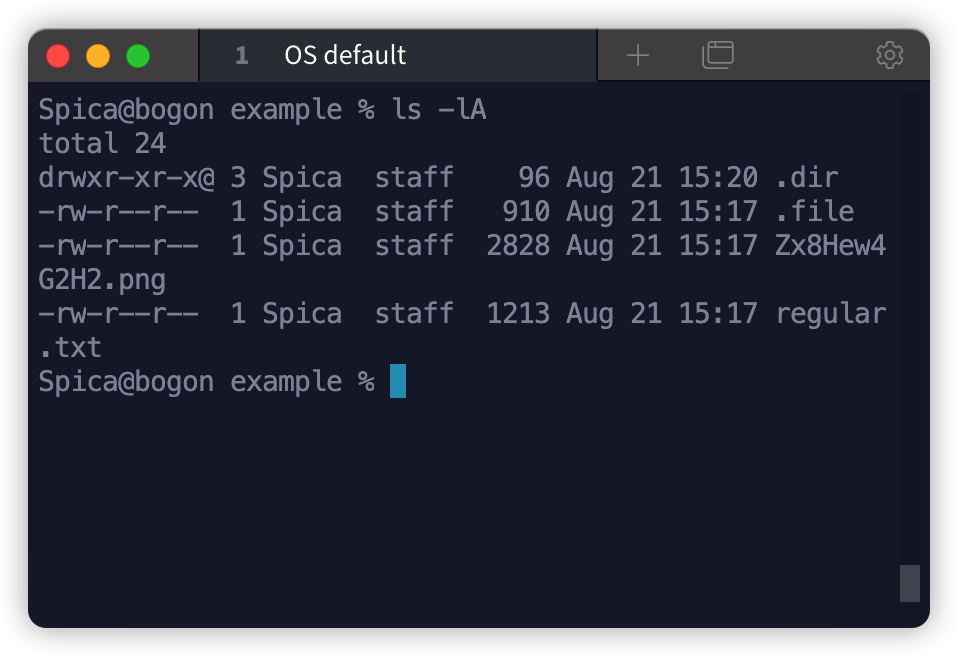 1 OS default
Spica@bogon example % ls -lA
total 24
drwxr-xr-x@ 3 Spica  staff    96 Aug 21 15:20 .dir
-rw-r--r--  1 Spica  staff   910 Aug 21 15:17 .file
-rw-r--r--  1 Spica  staff  2828 Aug 21 15:17 Zx8Hew4
G2H2.png
-rw-r--r--  1 Spica  staff  1213 Aug 21 15:17 regular
.txt
Spica@bogon example %